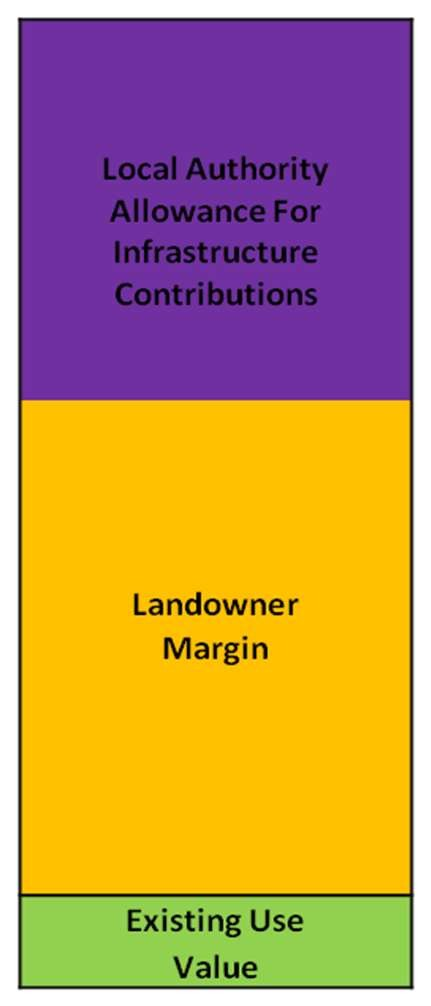 Local Authority
Allowance For
Infrastructure
Contributions
Landowner
Margin
Existing Use
Value